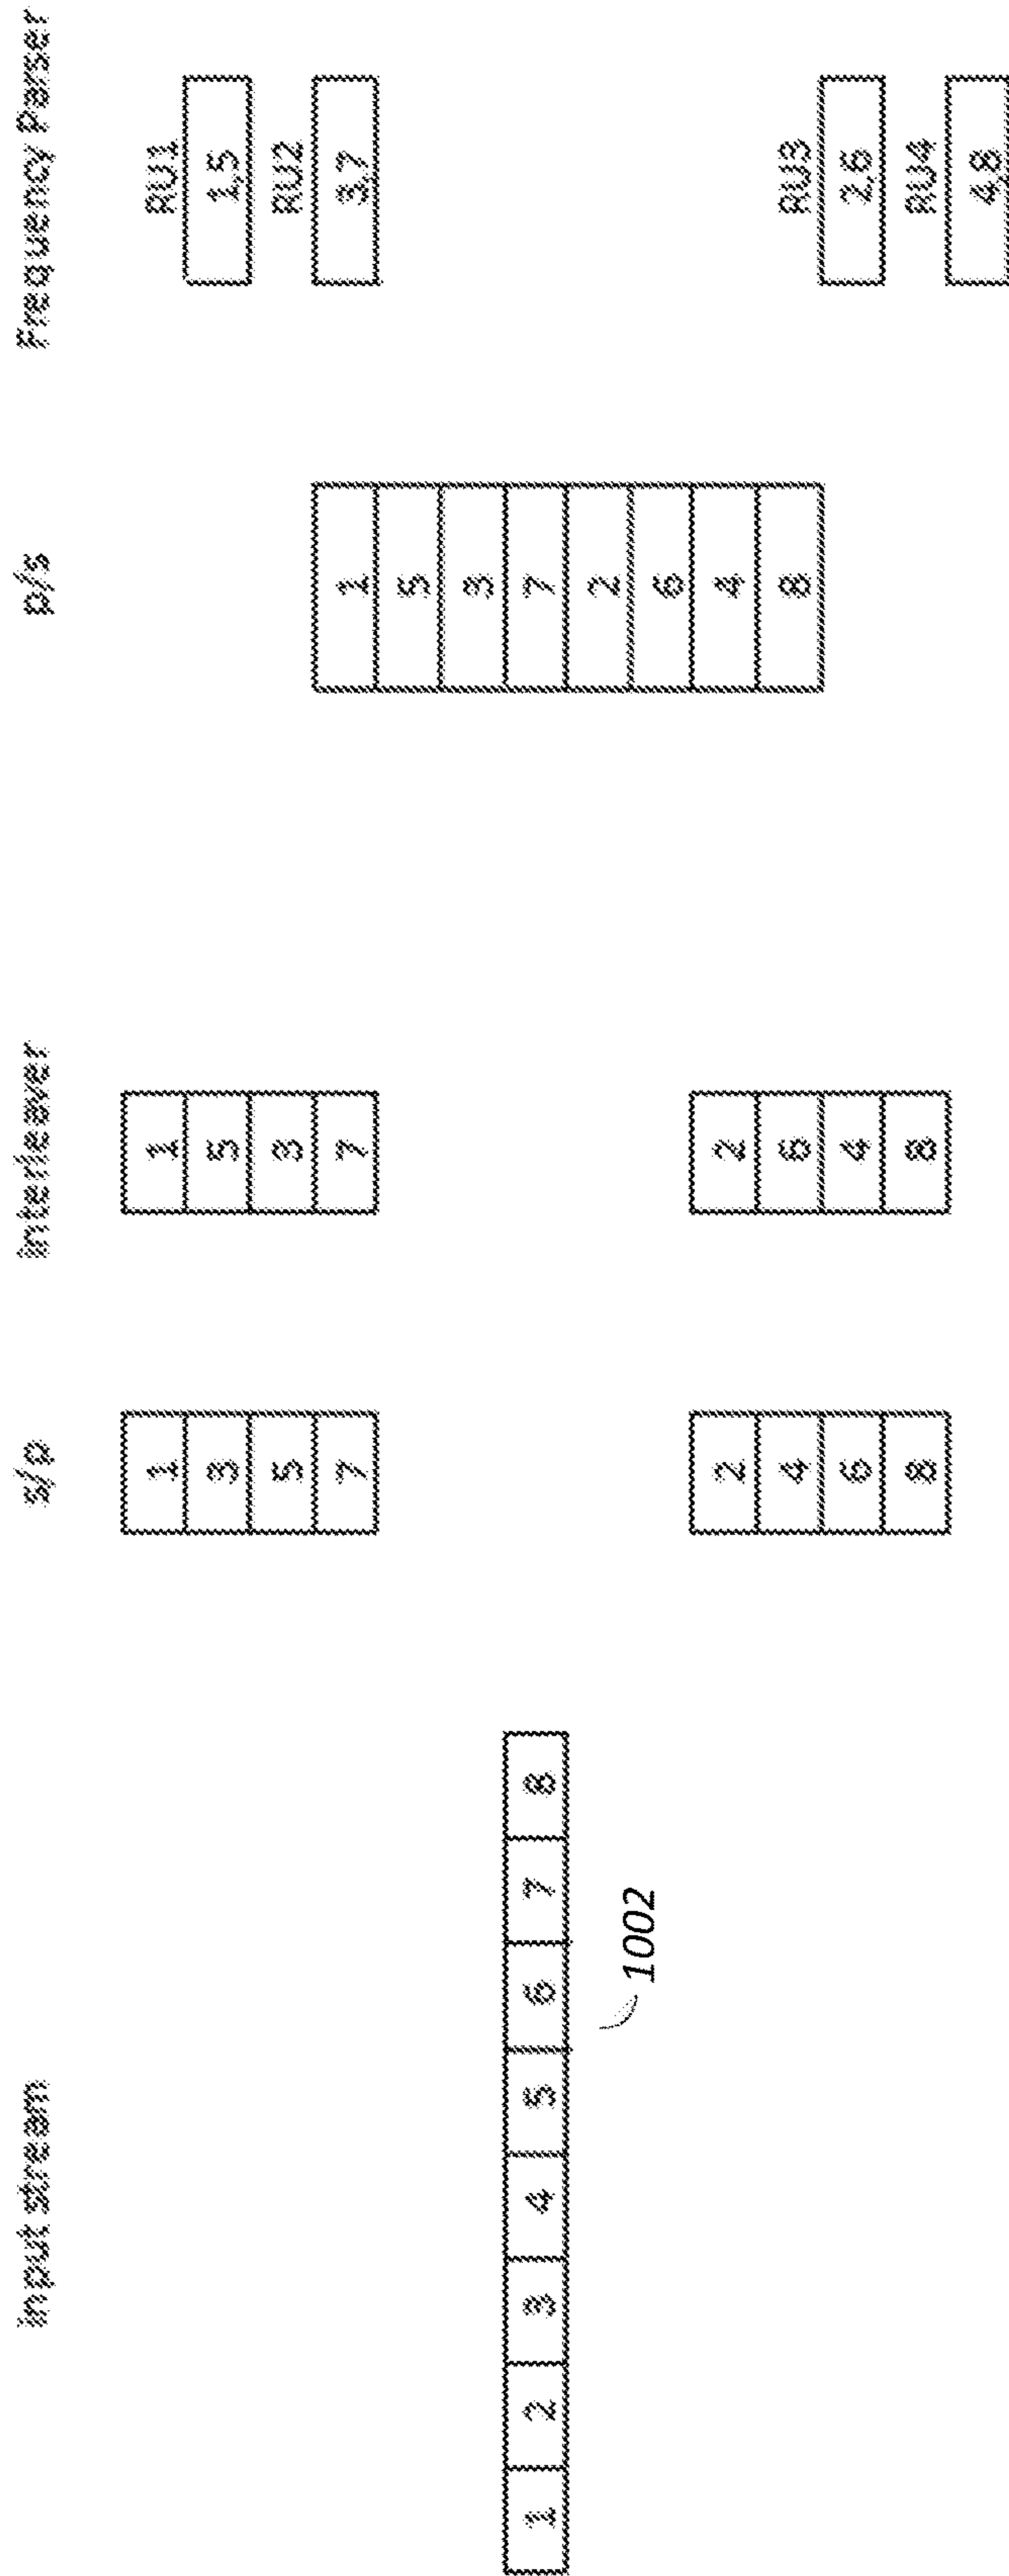 input stream
s/p
interleaver
p/s
Frequency Parser
1 2 3 4 5 6 7 8
1002
1
3
5
7
2
4
6
8
1
5
3
7
2
6
4
8
1
5
3
7
2
6
4
8
RU1
1,5
RU2
3,7
RU3
2,6
RU4
4,8